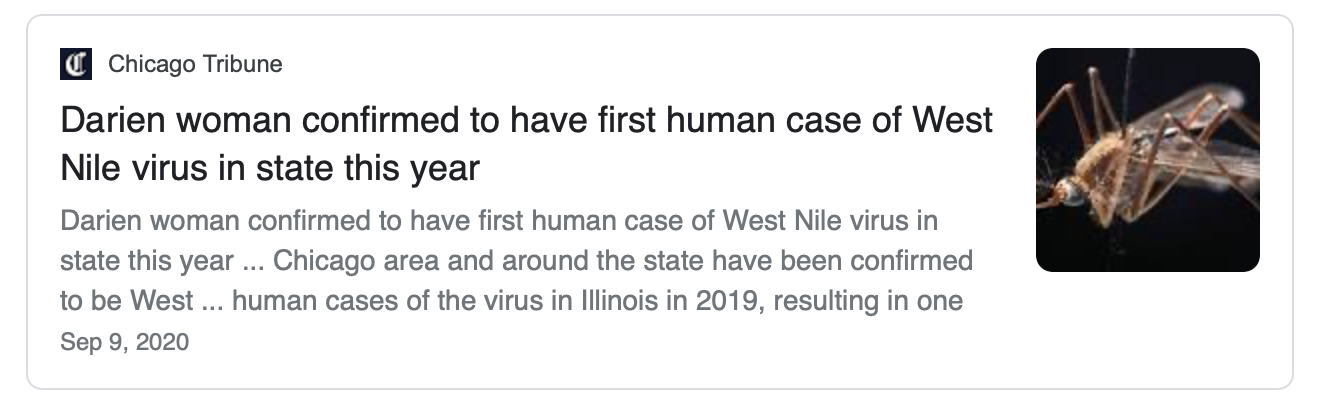 Chicago Tribune
Darien woman confirmed to have first human case of West
Nile virus in state this year
Darien woman confirmed to have first human case of West Nile virus in
state this year ... Chicago area and around the state have been confirmed
to be West ... human cases of the virus in Illinois in 2019, resulting in one
Sep 9, 2020